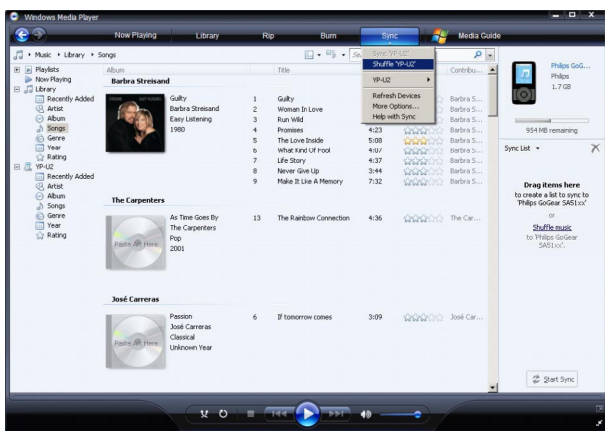 Windows Media Player
Now Playing Library Rip Burn Sync Media Guide
Music Library Songs
Sync 'YP-U2'
Shuffle 'YP-U2'
YP-U2
Refresh Devices
More Options...
Help with Sync
Playlists
Now Playing
Library
Recently Added
Artist
Album
Songs
Genre
Year
Rating
YP-U2
Recently Added
Artist
Album
Songs
Genre
Year
Rating
Album Title Contribu...
Barbra Streisand
Guilty
Barbra Streisand
Easy Listening
1980
1 Guilty Barbra S...
2 Woman In Love Barbra S...
3 Run Wild Barbra S...
4 Promises 4:23 Barbra S...
5 The Love Inside 5:08 Barbra S...
6 What Kind Of Fool 4:07 Barbra S...
7 Life Story 4:37 Barbra S...
8 Never Give Up 3:44 Barbra S...
9 Make It Like A Memory 7:32 Barbra S...
The Carpenters
Paste Art Here
As Time Goes By
The Carpenters
Pop
2001
13 The Rainbow Connection 4:36 The Car...
José Carreras
Paste Art Here
Passion
José Carreras
Classical
Unknown Year
6 If tomorrow comes 3:09 José Car...
Philips GoG...
Philips
1.7 GB
954 MB remaining
Sync List
Drag items here
to create a list to sync to
'Philips GoGear SA51xx'.
or
Shuffle music
to 'Philips GoGear
SA51xx'.
Start Sync